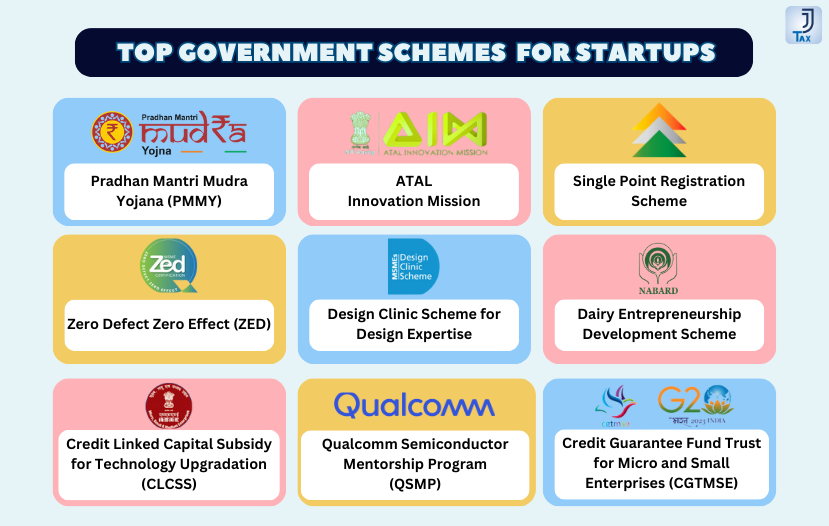 J
TAX
TOP GOVERNMENT SCHEMES FOR STARTUPS
Pradhan Mantri
mudra
Yojna
Pradhan Mantri Mudra
Yojana (PMMY)
AIM
ATAL INNOVATION MISSION
ATAL
Innovation Mission
Single Point Registration
Scheme
Zed
CERTIFICATION
Zero Defect Zero Effect (ZED)
MSMEs
Design
Clinic
Scheme
Design Clinic Scheme for
Design Expertise
NABARD
Dairy Entrepreneurship
Development Scheme
Credit Linked Capital Subsidy
for Technology Upgradation
(CLCSS)
Qualcomm
Qualcomm Semiconductor
Mentorship Program
(QSMP)
G20
भारत 2023 INDIA
Credit Guarantee Fund Trust
for Micro and Small
Enterprises (CGTMSE)